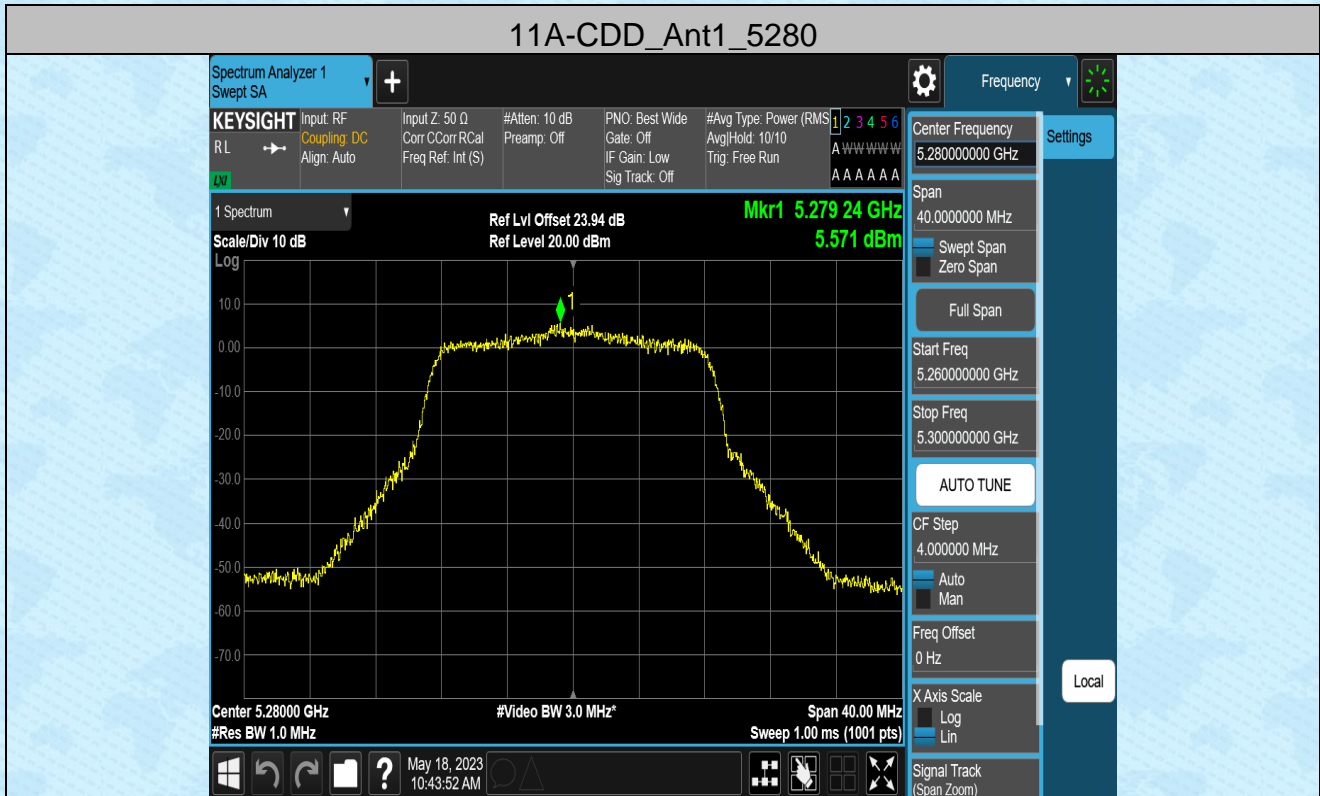 11A-CDD_Ant1_5280
Spectrum Analyzer 1
Swept SA
Frequency
KEYSIGHT
RL
LXI
Input: RF
Coupling: DC
Align: Auto
Input Z: 50 Ω
Corr CCorr RCal
Freq Ref: Int (S)
#Atten: 10 dB
Preamp: Off
PNO: Best Wide
Gate: Off
IF Gain: Low
Sig Track: Off
#Avg Type: Power (RMS
Avg|Hold: 10/10
Trig: Free Run
1 2 3 4 5 6
A W W W W W
A A A A A A
1 Spectrum
Scale/Div 10 dB
Log
Ref Lvl Offset 23.94 dB
Ref Level 20.00 dBm
Mkr1 5.279 24 GHz
5.571 dBm
1
10.0
0.00
-10.0
-20.0
-30.0
-40.0
-50.0
-60.0
-70.0
Center 5.28000 GHz
#Res BW 1.0 MHz
#Video BW 3.0 MHz*
Span 40.00 MHz
Sweep 1.00 ms (1001 pts)
?
May 18, 2023
10:43:52 AM
Center Frequency
5.280000000 GHz
Settings
Span
40.0000000 MHz
Swept Span
Zero Span
Full Span
Start Freq
5.260000000 GHz
Stop Freq
5.300000000 GHz
AUTO TUNE
CF Step
4.000000 MHz
Auto
Man
Freq Offset
0 Hz
X Axis Scale
Log
Lin
Local
Signal Track
(Span Zoom)